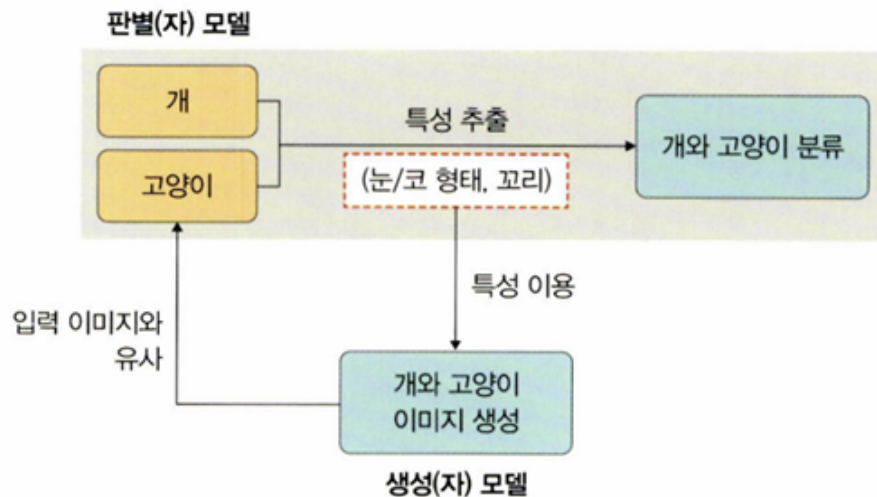 판별(자) 모델
개
고양이
특성 추출
(눈/코 형태, 꼬리)
개와 고양이 분류
특성 이용
입력 이미지와
유사
개와 고양이
이미지 생성
생성(자) 모델